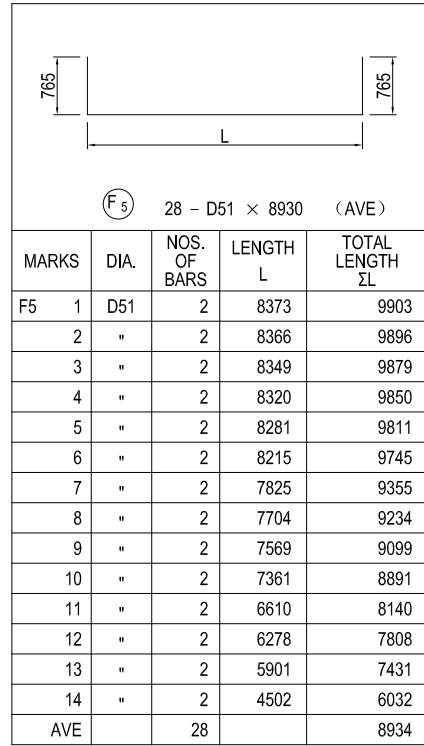 765
765
L
F 5 28 – D51 × 8930 （AVE）
MARKS DIA. NOS. OF BARS LENGTH L TOTAL LENGTH ΣL
F5 1 D51 2 8373 9903
2 " 2 8366 9896
3 " 2 8349 9879
4 " 2 8320 9850
5 " 2 8281 9811
6 " 2 8215 9745
7 " 2 7825 9355
8 " 2 7704 9234
9 " 2 7569 9099
10 " 2 7361 8891
11 " 2 6610 8140
12 " 2 6278 7808
13 " 2 5901 7431
14 " 2 4502 6032
AVE 28 8934